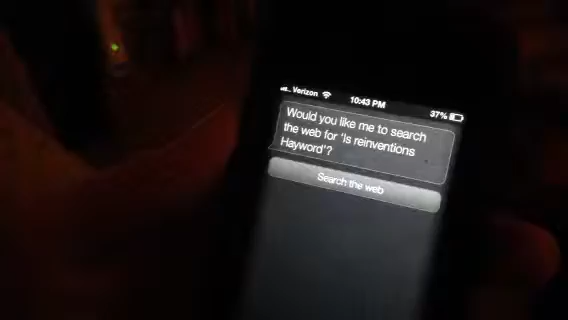 Verizon 10:43 PM 37%
Would you like me to search
the web for 'Is reinventions
Hayword'?
Search the web